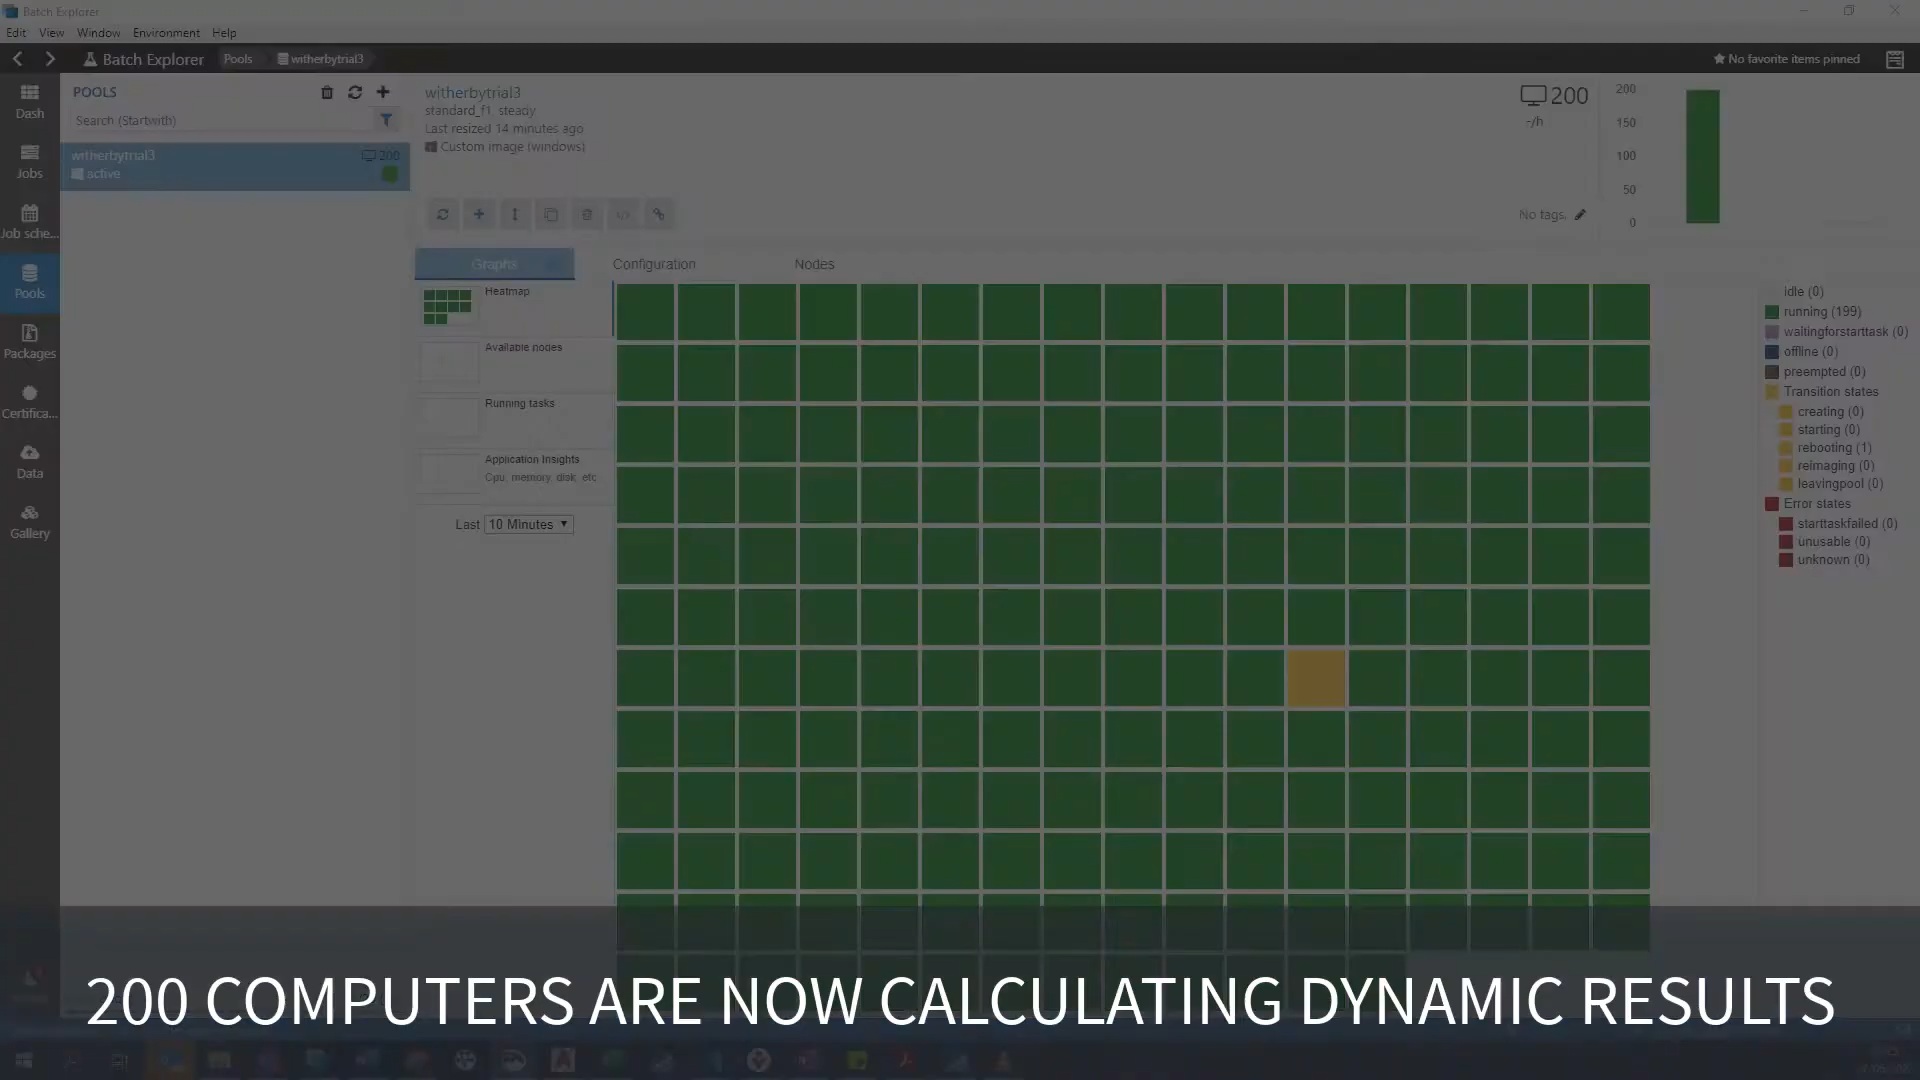 Batch Explorer
Edit View Window Environment Help
Batch Explorer Pools witherbytrial3
No favorite items pinned
Dash
Jobs
Job sche...
Pools
Packages
Certifica...
Data
Gallery
POOLS
Search (Startwith)
witherbytrial3 200
active
witherbytrial3
standard_f1, steady
Last resized 14 minutes ago
Custom image (windows)
200
-/h
No tags.
200
150
100
50
0
Graphs Configuration Nodes
Heatmap
Available nodes
Running tasks
Application Insights
Cpu, memory, disk, etc
Last 10 Minutes
idle (0)
running (199)
waitingforstarttask (0)
offline (0)
preempted (0)
Transition states
creating (0)
starting (0)
rebooting (1)
reimaging (0)
leavingpool (0)
Error states
starttaskfailed (0)
unusable (0)
unknown (0)
200 COMPUTERS ARE NOW CALCULATING DYNAMIC RESULTS